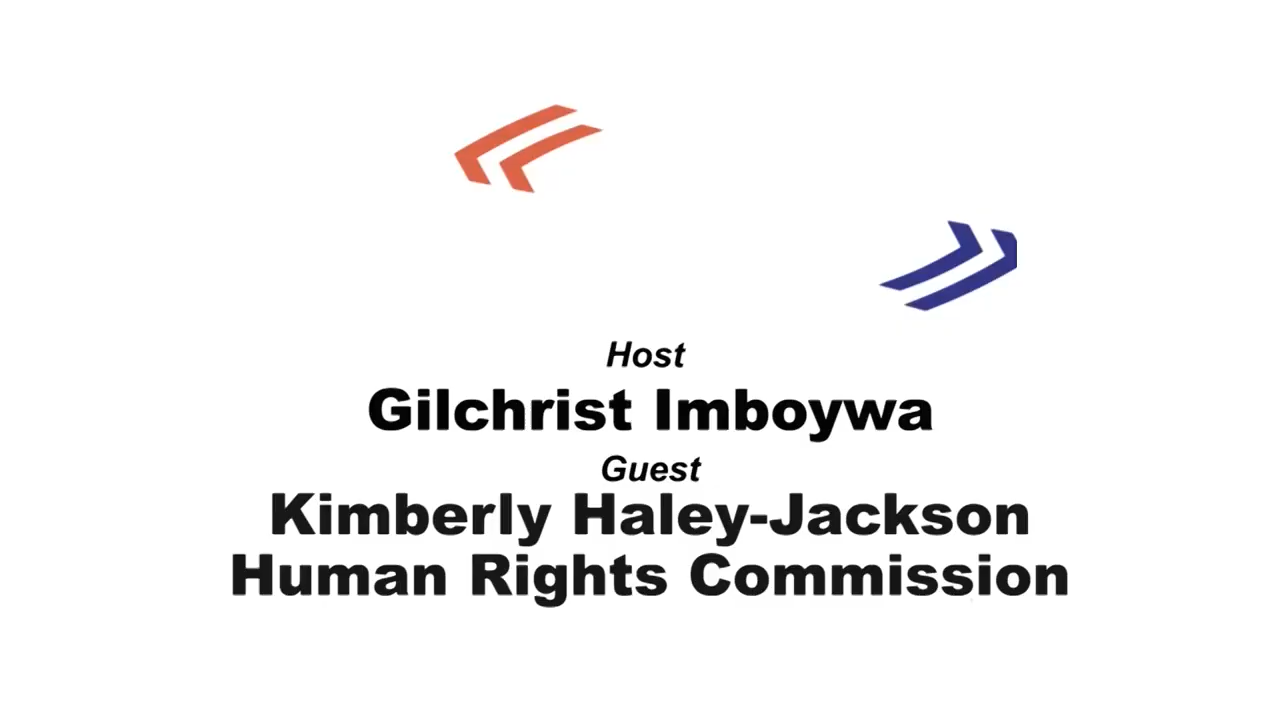 Host
Gilchrist Imboywa
Guest
Kimberly Haley-Jackson
Human Rights Commission